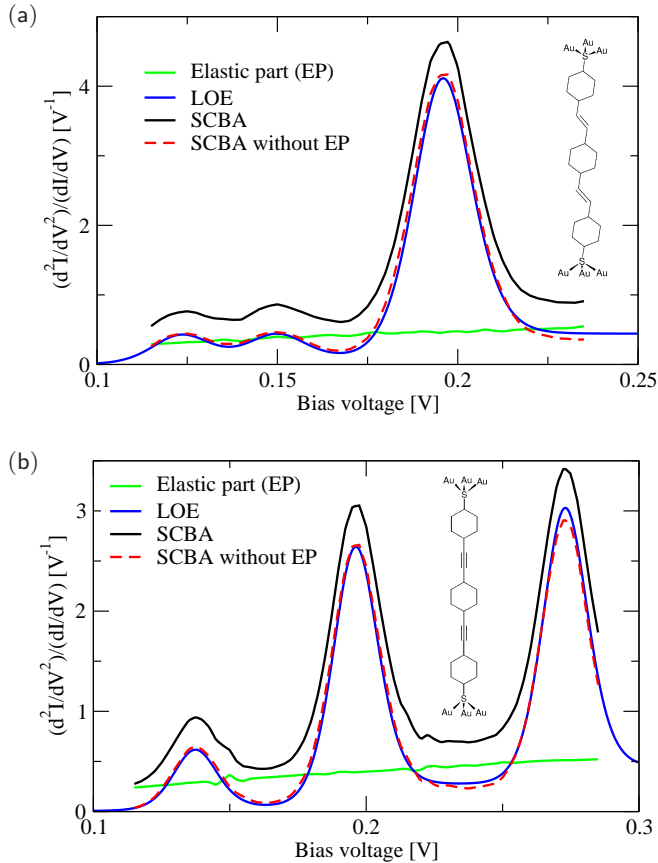 (a)
(d²I/dV²)/(dI/dV) [V⁻¹]
4
2
0
Elastic part (EP)
LOE
SCBA
SCBA without EP
Au Au Au
S
S
Au Au Au
0.1 0.15 0.2 0.25
Bias voltage [V]
(b)
(d²I/dV²)/(dI/dV) [V⁻¹]
3
2
1
0
Elastic part (EP)
LOE
SCBA
SCBA without EP
Au Au Au
S
S
Au Au Au
0.1 0.2 0.3
Bias voltage [V]